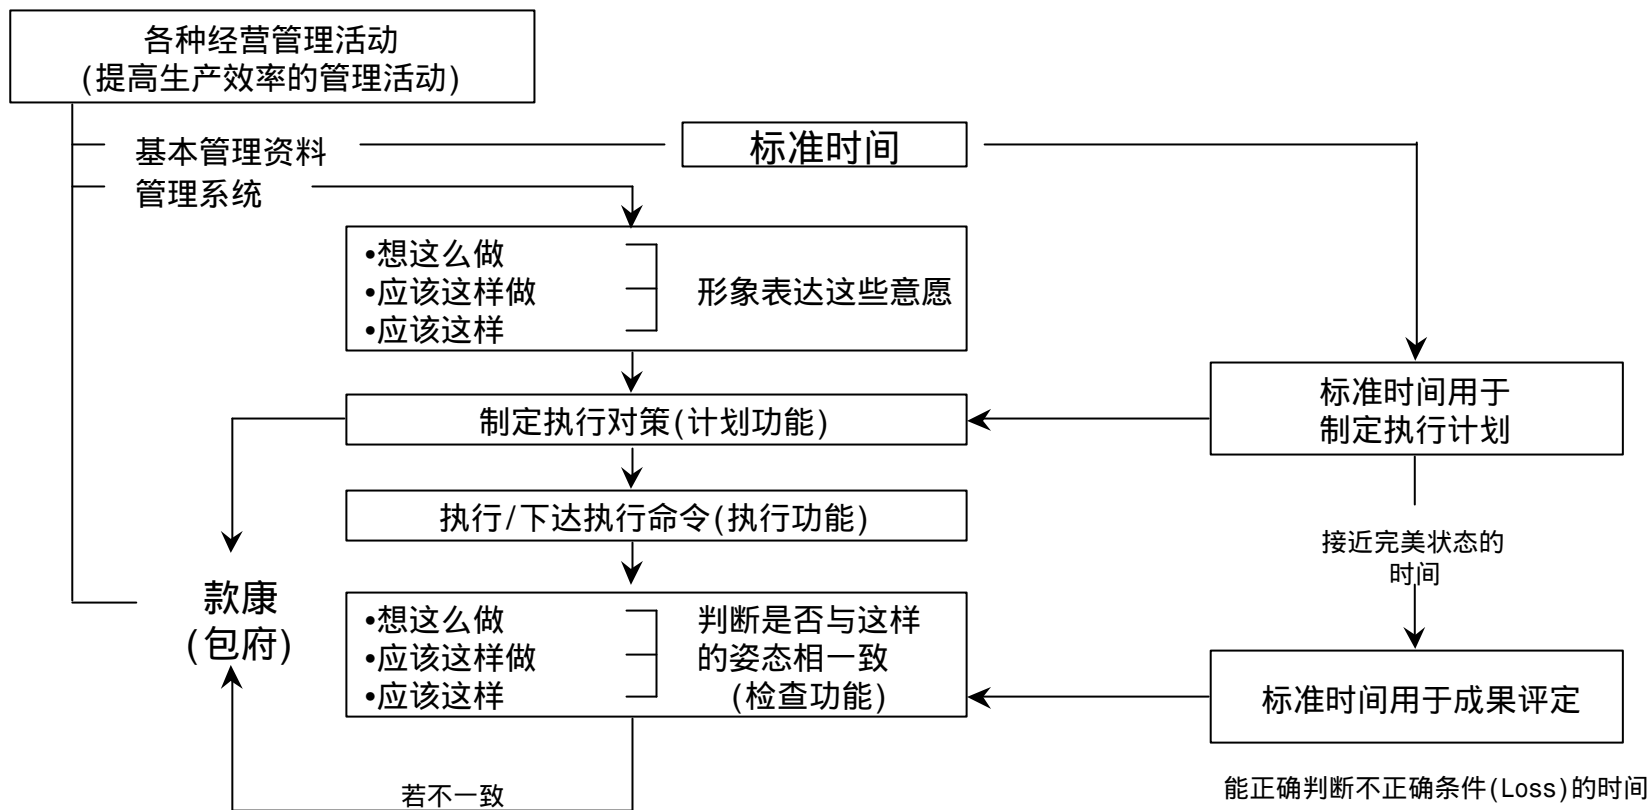 各种经营管理活动
(提高生产效率的管理活动)
基本管理资料
标准时间
管理系统
•想这么做
•应该这样做
•应该这样
形象表达这些意愿
标准时间用于
制定执行计划
制定执行对策(计划功能)
执行/下达执行命令(执行功能)
接近完美状态的
时间
款康
(包府)
•想这么做
•应该这样做
•应该这样
判断是否与这样
的姿态相一致
(检查功能)
标准时间用于成果评定
若不一致
能正确判断不正确条件(Loss)的时间